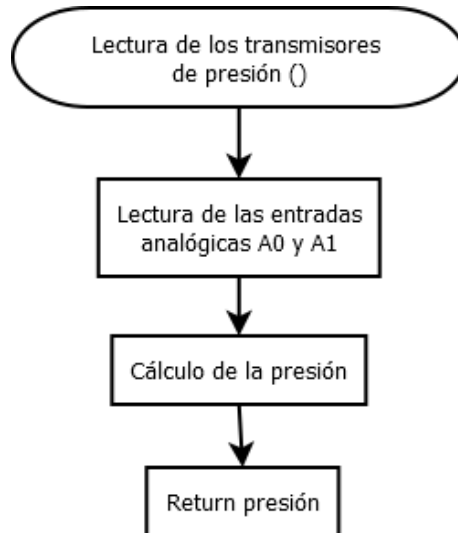 Lectura de los transmisores
de presión ()
Lectura de las entradas
analógicas A0 y A1
Cálculo de la presión
Return presión